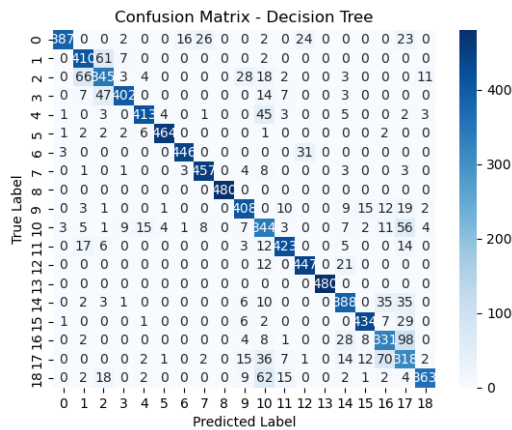 Confusion Matrix - Decision Tree
0 387 0 0 2 0 0 16 26 0 0 2 0 24 0 0 0 0 23 0
1 0 410 61 7 0 0 0 0 0 0 2 0 0 0 0 0 0 0 0
2 0 66 345 3 4 0 0 0 0 28 18 2 0 0 3 0 0 0 11
3 0 7 47 402 0 0 0 0 0 0 14 7 0 0 3 0 0 0 0
4 1 0 3 0 413 4 0 1 0 0 45 3 0 0 5 0 0 2 3
5 1 2 2 2 6 464 0 0 0 0 1 0 0 0 0 0 2 0 0
6 3 0 0 0 0 0 446 0 0 0 0 0 31 0 0 0 0 0 0
7 0 1 0 1 0 0 3 457 0 4 8 0 0 0 3 0 0 3 0
8 0 0 0 0 0 0 0 0 480 0 0 0 0 0 0 0 0 0 0
9 0 3 1 0 0 1 0 0 0 408 0 10 0 0 9 15 12 19 2
10 3 5 1 9 15 4 1 8 0 7 344 3 0 0 7 2 11 56 4
11 0 17 6 0 0 0 0 0 0 3 12 423 0 0 5 0 0 14 0
12 0 0 0 0 0 0 0 0 0 0 12 0 447 0 21 0 0 0 0
13 0 0 0 0 0 0 0 0 0 0 0 0 0 480 0 0 0 0 0
14 0 2 3 1 0 0 0 0 0 6 10 0 0 0 388 0 35 35 0
15 1 0 0 0 1 0 0 0 0 6 2 0 0 0 0 434 7 29 0
16 0 2 0 0 0 0 0 0 0 4 8 1 0 0 28 8 331 98 0
17 0 0 0 0 2 1 0 2 0 15 36 7 1 0 14 12 70 318 2
18 0 2 18 0 2 0 0 0 0 9 62 15 0 0 2 1 2 4 363
0 1 2 3 4 5 6 7 8 9 10 11 12 13 14 15 16 17 18
Predicted Label
True Label
400
300
200
100
0